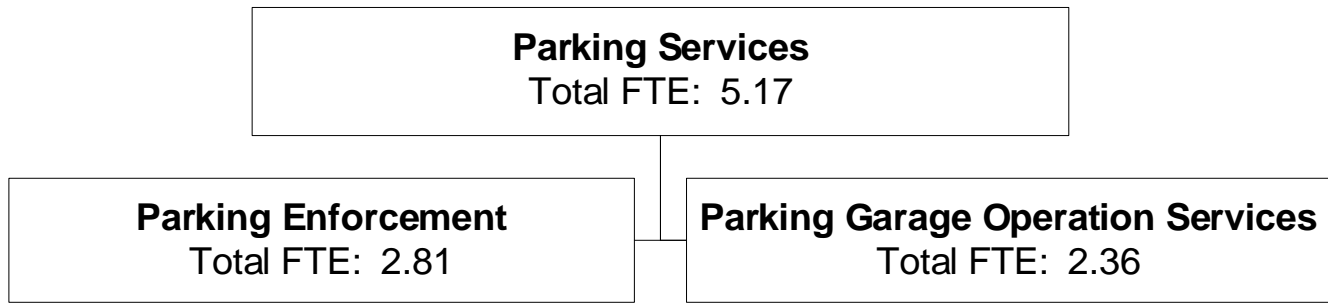 Parking Services
Total FTE: 5.17
Parking Enforcement
Total FTE: 2.81
Parking Garage Operation Services
Total FTE: 2.36